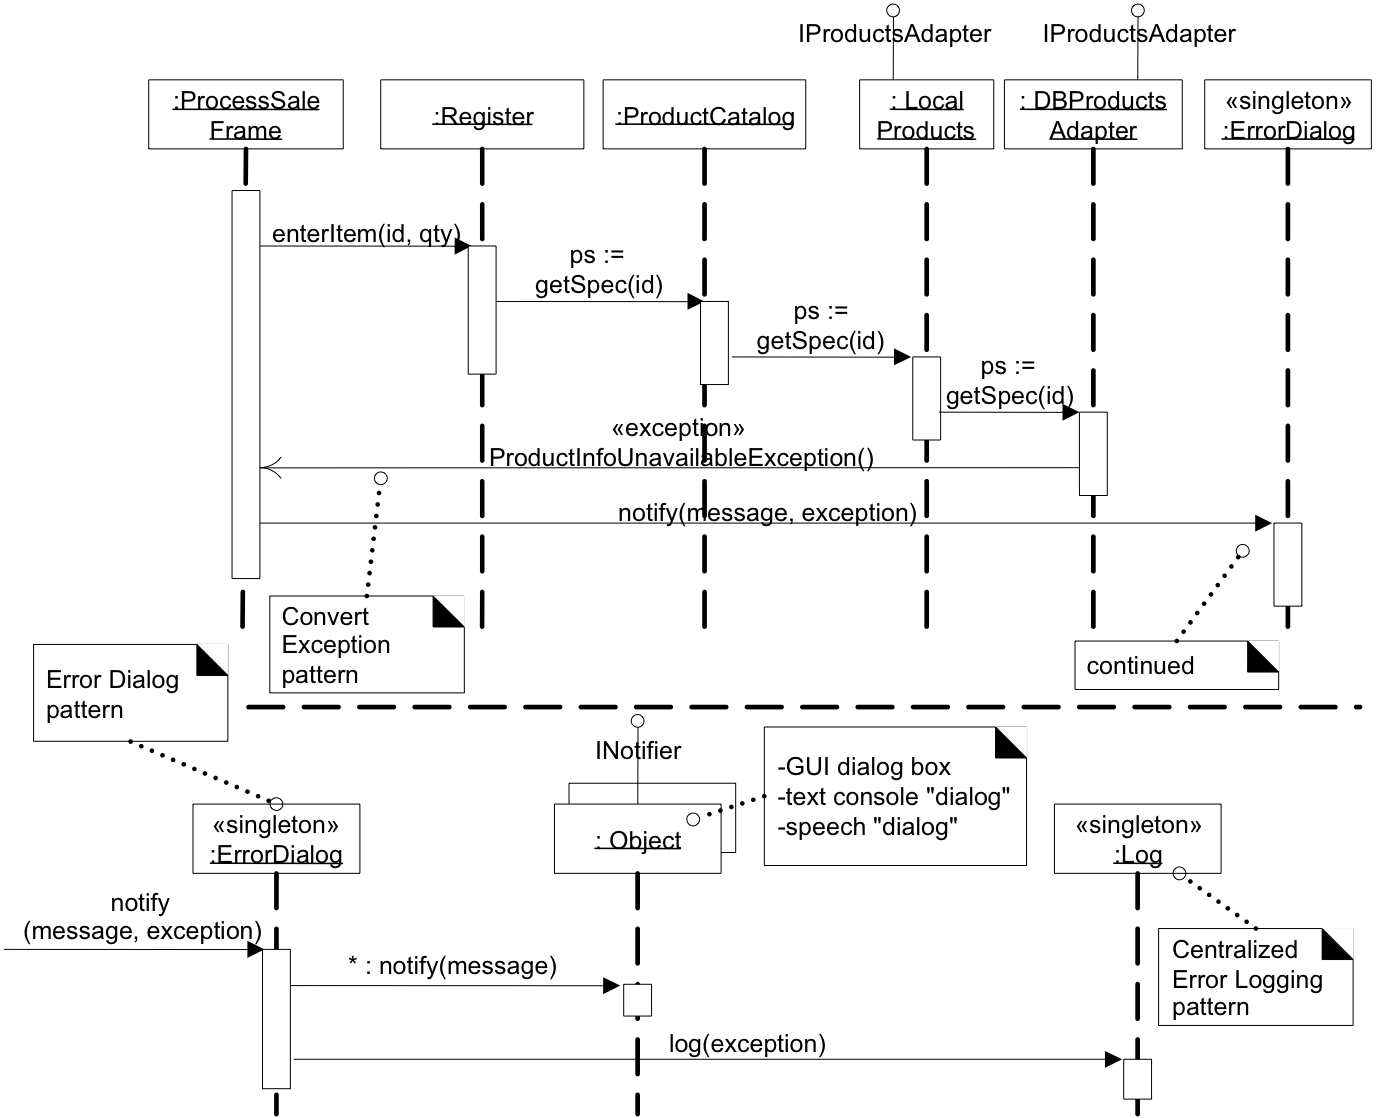 IProductsAdapter
IProductsAdapter
:ProcessSale
Frame
:Register
:ProductCatalog
: Local
Products
: DBProducts
Adapter
«singleton»
:ErrorDialog
enterItem(id, qty)
ps :=
getSpec(id)
ps :=
getSpec(id)
ps :=
getSpec(id)
«exception»
ProductInfoUnavailableException()
notify(message, exception)
Convert
Exception
pattern
continued
Error Dialog
pattern
INotifier
-GUI dialog box
-text console "dialog"
-speech "dialog"
«singleton»
:ErrorDialog
: Object
«singleton»
:Log
notify
(message, exception)
* : notify(message)
Centralized
Error Logging
pattern
log(exception)